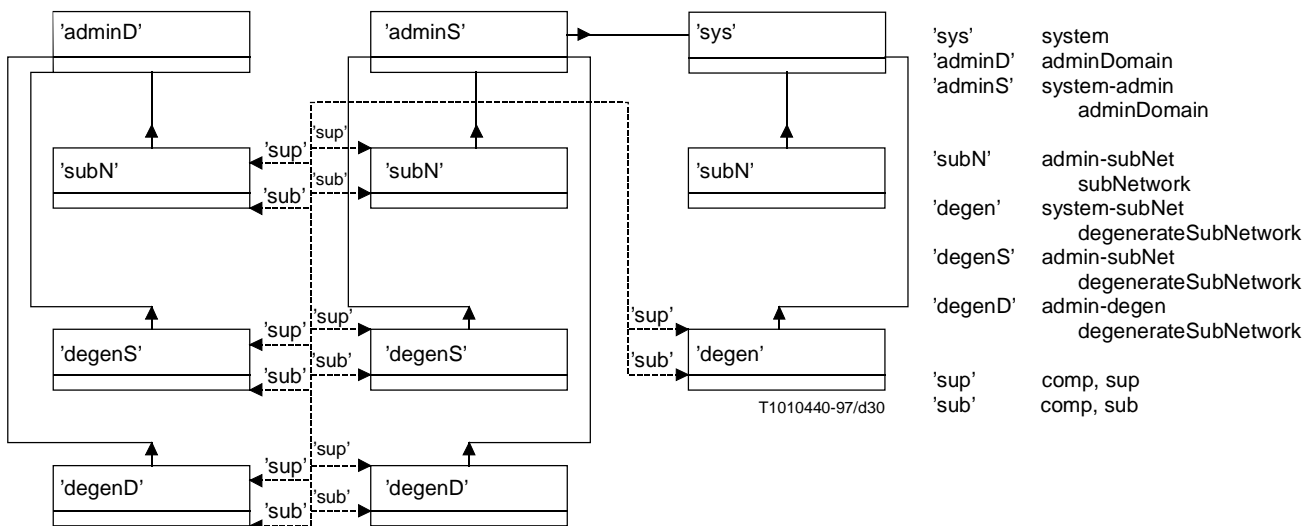 'adminD' 'adminS' 'sys'
'sys' system
'adminD' adminDomain
'adminS' system-admin
adminDomain
'sup'
'sup'
'subN' 'subN' 'subN'
'sub'
'sub'
'subN' admin-subNet
subNetwork
'degen' system-subNet
degenerateSubNetwork
'degenS' admin-subNet
degenerateSubNetwork
'degenD' admin-degen
degenerateSubNetwork
'sup' 'sup' 'sup'
'degenS' 'degenS' 'degen'
'sub' 'sub' 'sub'
T1010440-97/d30
'sup' comp, sup
'sub' comp, sub
'sup' 'sup'
'degenD' 'degenD'
'sub' 'sub'